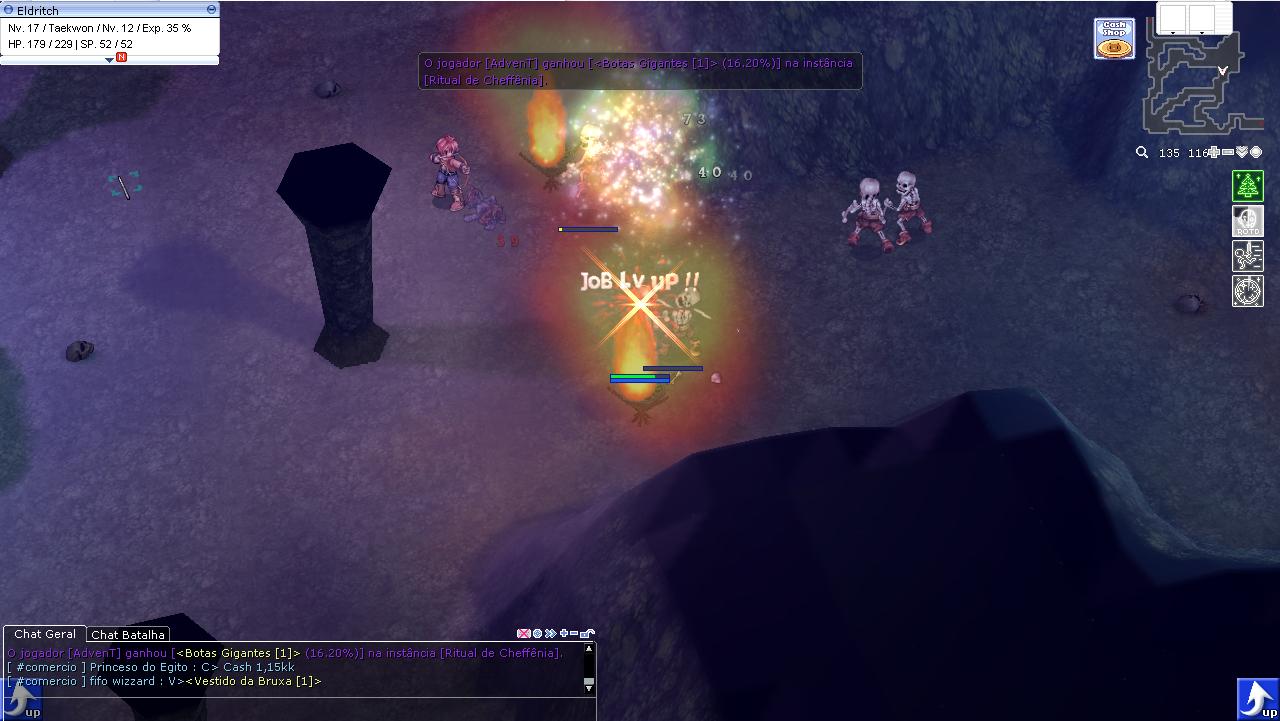 Eldritch
Nv. 17 / Taekwon / Nv. 12 / Exp. 35 %
HP. 179 / 229 | SP. 52 / 52
N
O jogador [AdvenT] ganhou [<Botas Gigantes [1]> (16.20%)] na instância
[Ritual de Cheffênia].
Cash
Shop
135 116
ROTD
73
40 40
59
JoB Lv uP !!
Chat Geral
Chat Batalha
O jogador [AdvenT] ganhou [<Botas Gigantes [1]> (16.20%)] na instância [Ritual de Cheffênia].
[ #comercio ] Princeso do Egito : C> Cash 1,15kk
[ #comercio ] fifo wizzard : V><Vestido da Bruxa [1]>
up
up